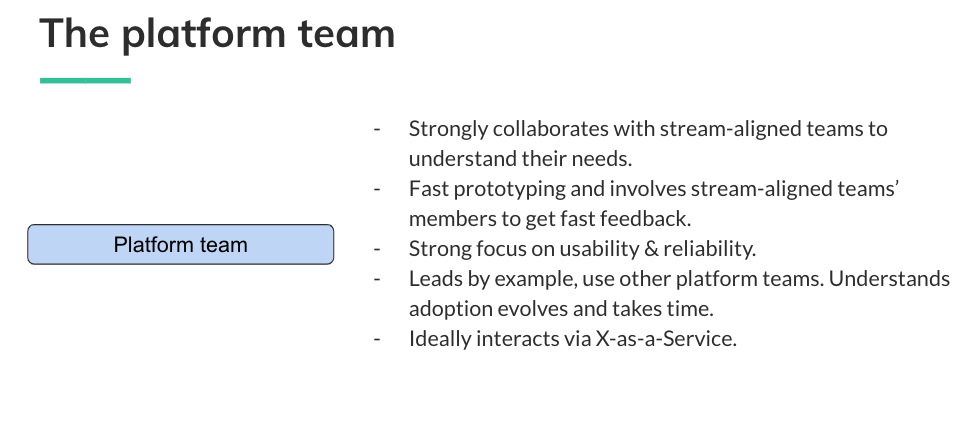 The platform team
- Strongly collaborates with stream-aligned teams to
understand their needs.
- Fast prototyping and involves stream-aligned teams’
members to get fast feedback.
Platform team
- Strong focus on usability & reliability.
- Leads by example, use other platform teams. Understands
adoption evolves and takes time.
- Ideally interacts via X-as-a-Service.